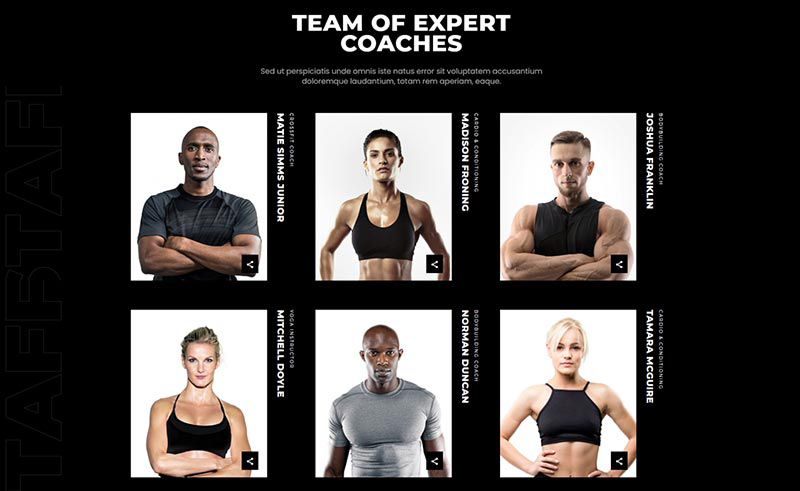 TEAM OF EXPERT
COACHES
Sed ut perspiciatis unde omnis iste natus error sit voluptatem accusantium
doloremque laudantium, totam rem aperiam, eaque.
CROSSFIT COACH
MATIE SIMMS JUNIOR
CARDIO & CONDITIONING
MADISON FRONING
BODYBUILDING COACH
JOSHUA FRANKLIN
YOGA INSTRUCTOR
MITCHELL DOYLE
BODYBUILDING COACH
NORMAN DUNCAN
CARDIO & CONDITIONING
TAMARA MCGUIRE